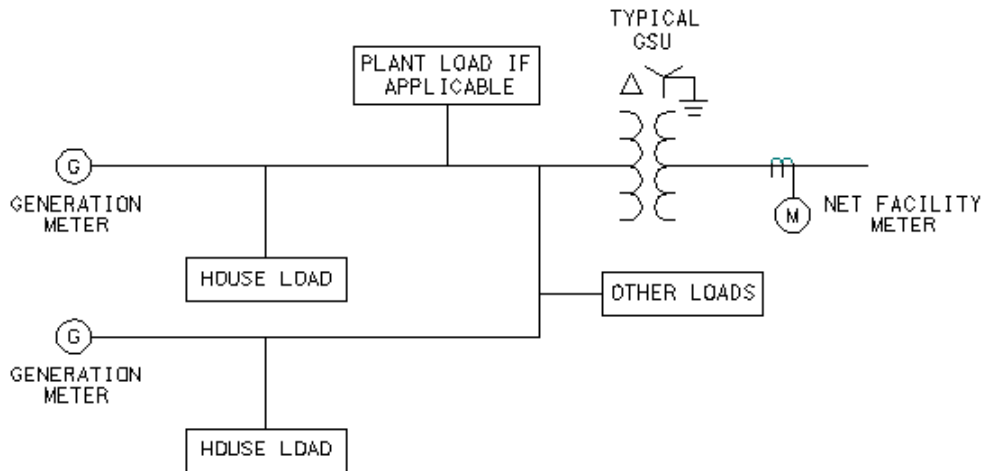 TYPICAL
GSU
PLANT LOAD IF
APPLICABLE
G
GENERATION
METER
M
NET FACILITY
METER
HOUSE LOAD
OTHER LOADS
G
GENERATION
METER
HOUSE LOAD